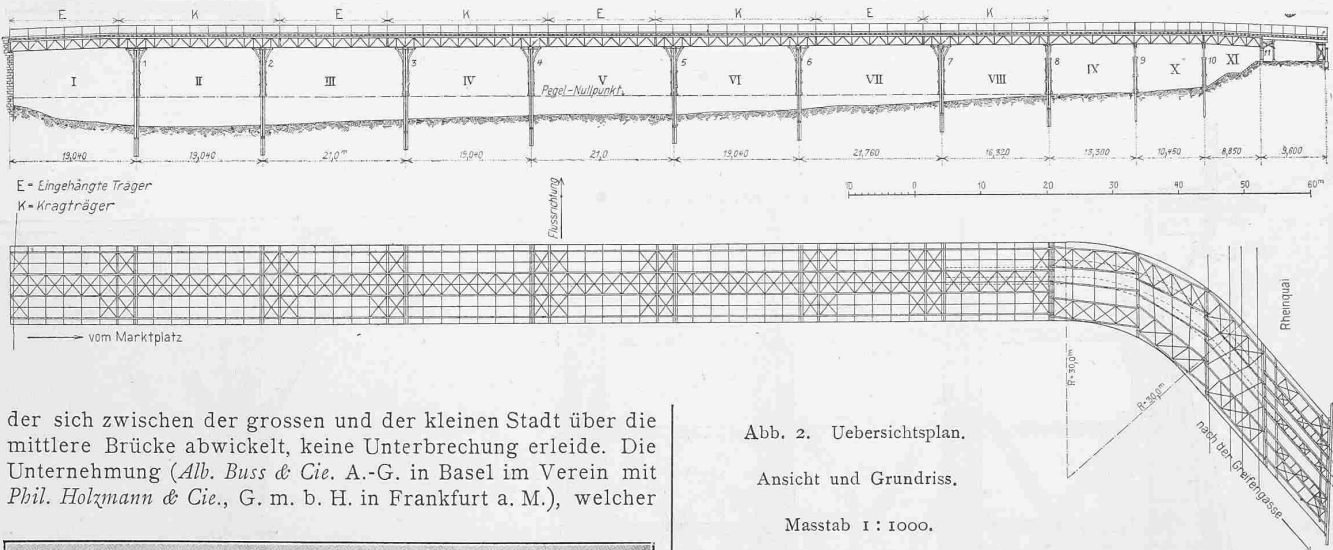 E K E K E K E K
1 2 3 4 5 6 7 8 9 10 11
I II III IV V VI VII VIII IX X XI
Pegel-Nullpunkt.
19,040 19,040 21,0ᵐ 19,040 21,0 19,040 21,760 16,320 13,300 10,450 8,850 9,600
E = Eingehängte Träger
K = Kragträger
Flussrichtung
10 0 10 20 30 40 50 60ᵐ
Rheinquai
vom Marktplatz
R=30,0ᵐ
R=30,0ᵐ
nach der Greifengasse
der sich zwischen der grossen und der kleinen Stadt über die
mittlere Brücke abwickelt, keine Unterbrechung erleide. Die
Unternehmung (Alb. Buss & Cie. A.-G. in Basel im Verein mit
Phil. Holzmann & Cie., G. m. b. H. in Frankfurt a. M.), welcher
Abb. 2. Uebersichtsplan.
Ansicht und Grundriss.
Masstab 1 : 1000.